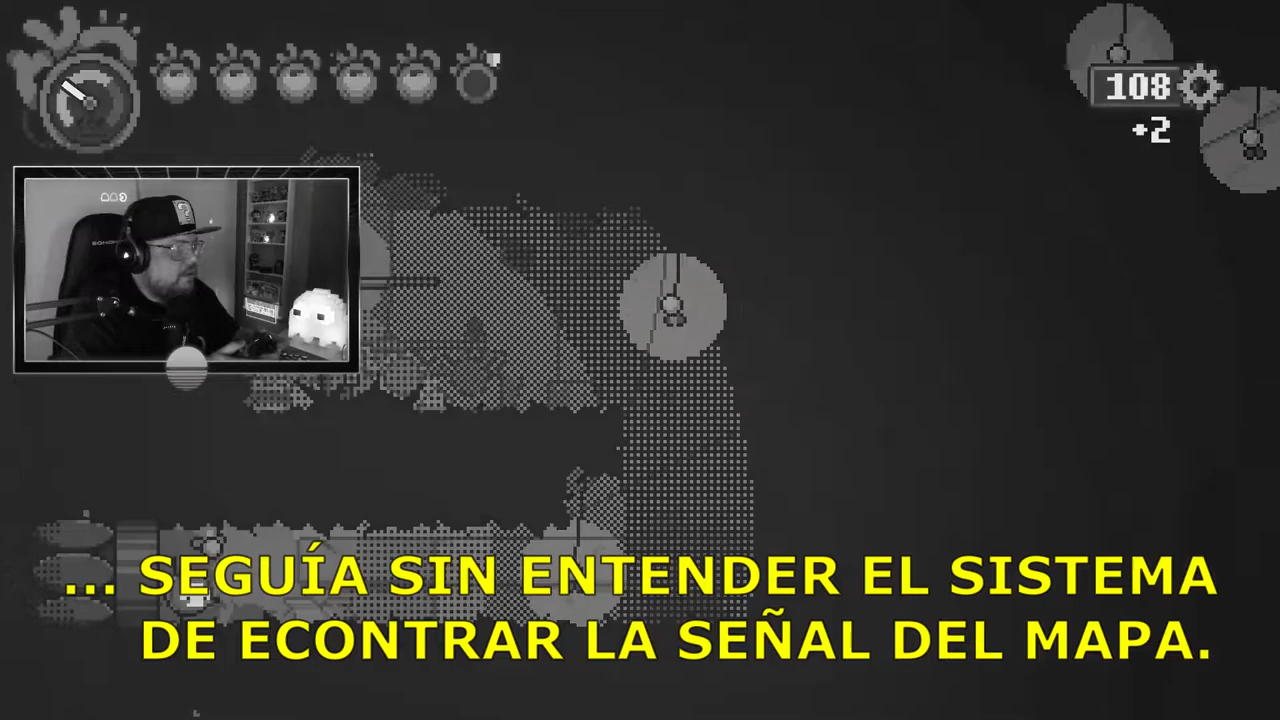 108
+2
... SEGUÍA SIN ENTENDER EL SISTEMA
DE ECONTRAR LA SEÑAL DEL MAPA.